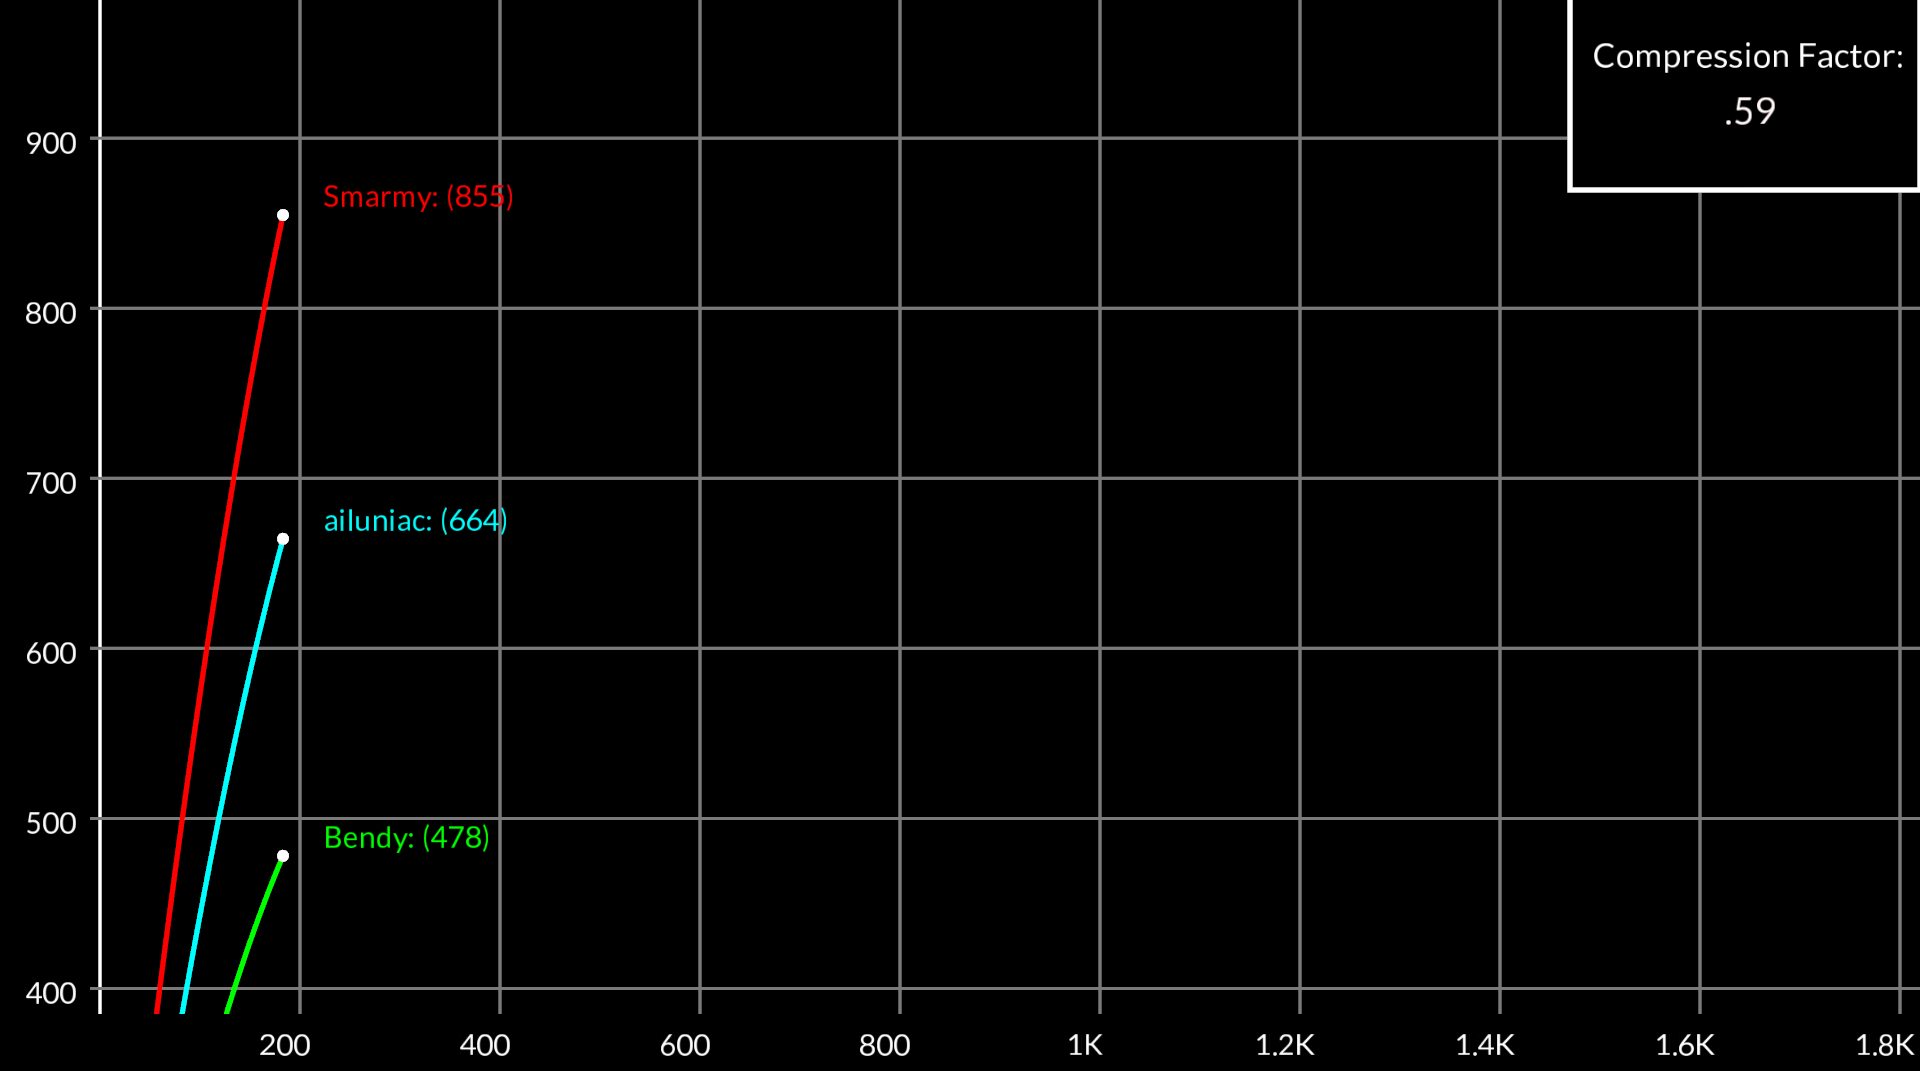 Compression Factor:
.59
900
Smarmy: (855)
800
700
ailuniac: (664)
600
500
Bendy: (478)
400
200 400 600 800 1K 1.2K 1.4K 1.6K 1.8K